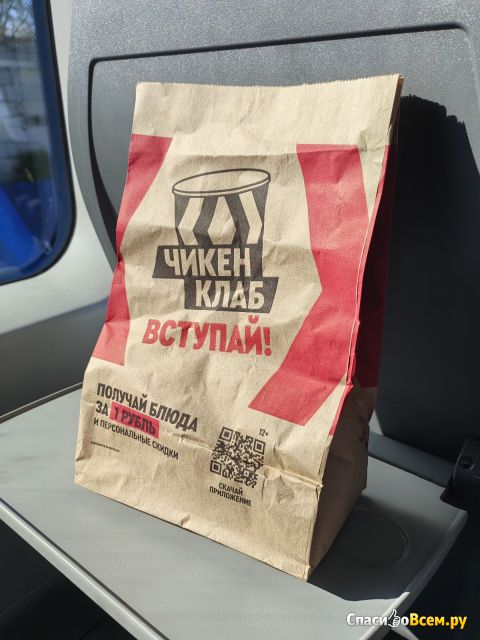 ЧИКЕН
КЛАБ
ВСТУПАЙ!
ПОЛУЧАЙ БЛЮДА
ЗА 1 РУБЛЬ
И ПЕРСОНАЛЬНЫЕ СКИДКИ
12+
СКАЧАЙ
ПРИЛОЖЕНИЕ
СпасибоВсем.ру